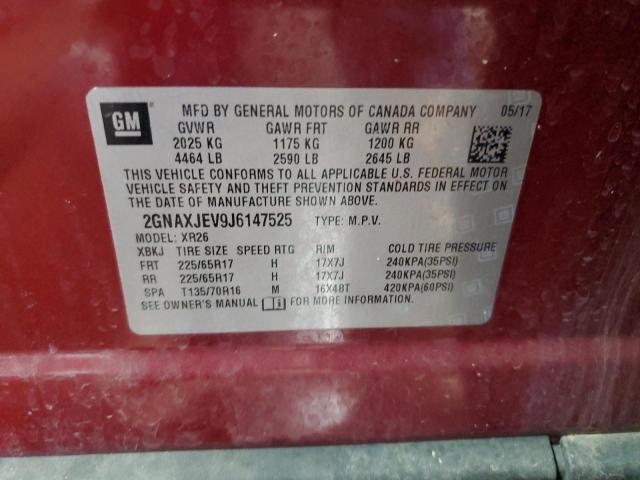 GM
MFD BY GENERAL MOTORS OF CANADA COMPANY 05/17
GVWR GAWR FRT GAWR RR
2025 KG 1175 KG 1200 KG
4464 LB 2590 LB 2645 LB
THIS VEHICLE CONFORMS TO ALL APPLICABLE U.S. FEDERAL MOTOR
VEHICLE SAFETY AND THEFT PREVENTION STANDARDS IN EFFECT ON
THE DATE OF MANUFACTURE SHOWN ABOVE.
2GNAXJEV9J6147525 TYPE: M.P.V.
MODEL: XR26
XBKJ TIRE SIZE SPEED RTG RIM COLD TIRE PRESSURE
FRT 225/65R17 H 17X7J 240KPA(35PSI)
RR 225/65R17 H 17X7J 240KPA(35PSI)
SPA T135/70R16 M 16X4BT 420KPA(60PSI)
SEE OWNER'S MANUAL FOR MORE INFORMATION.